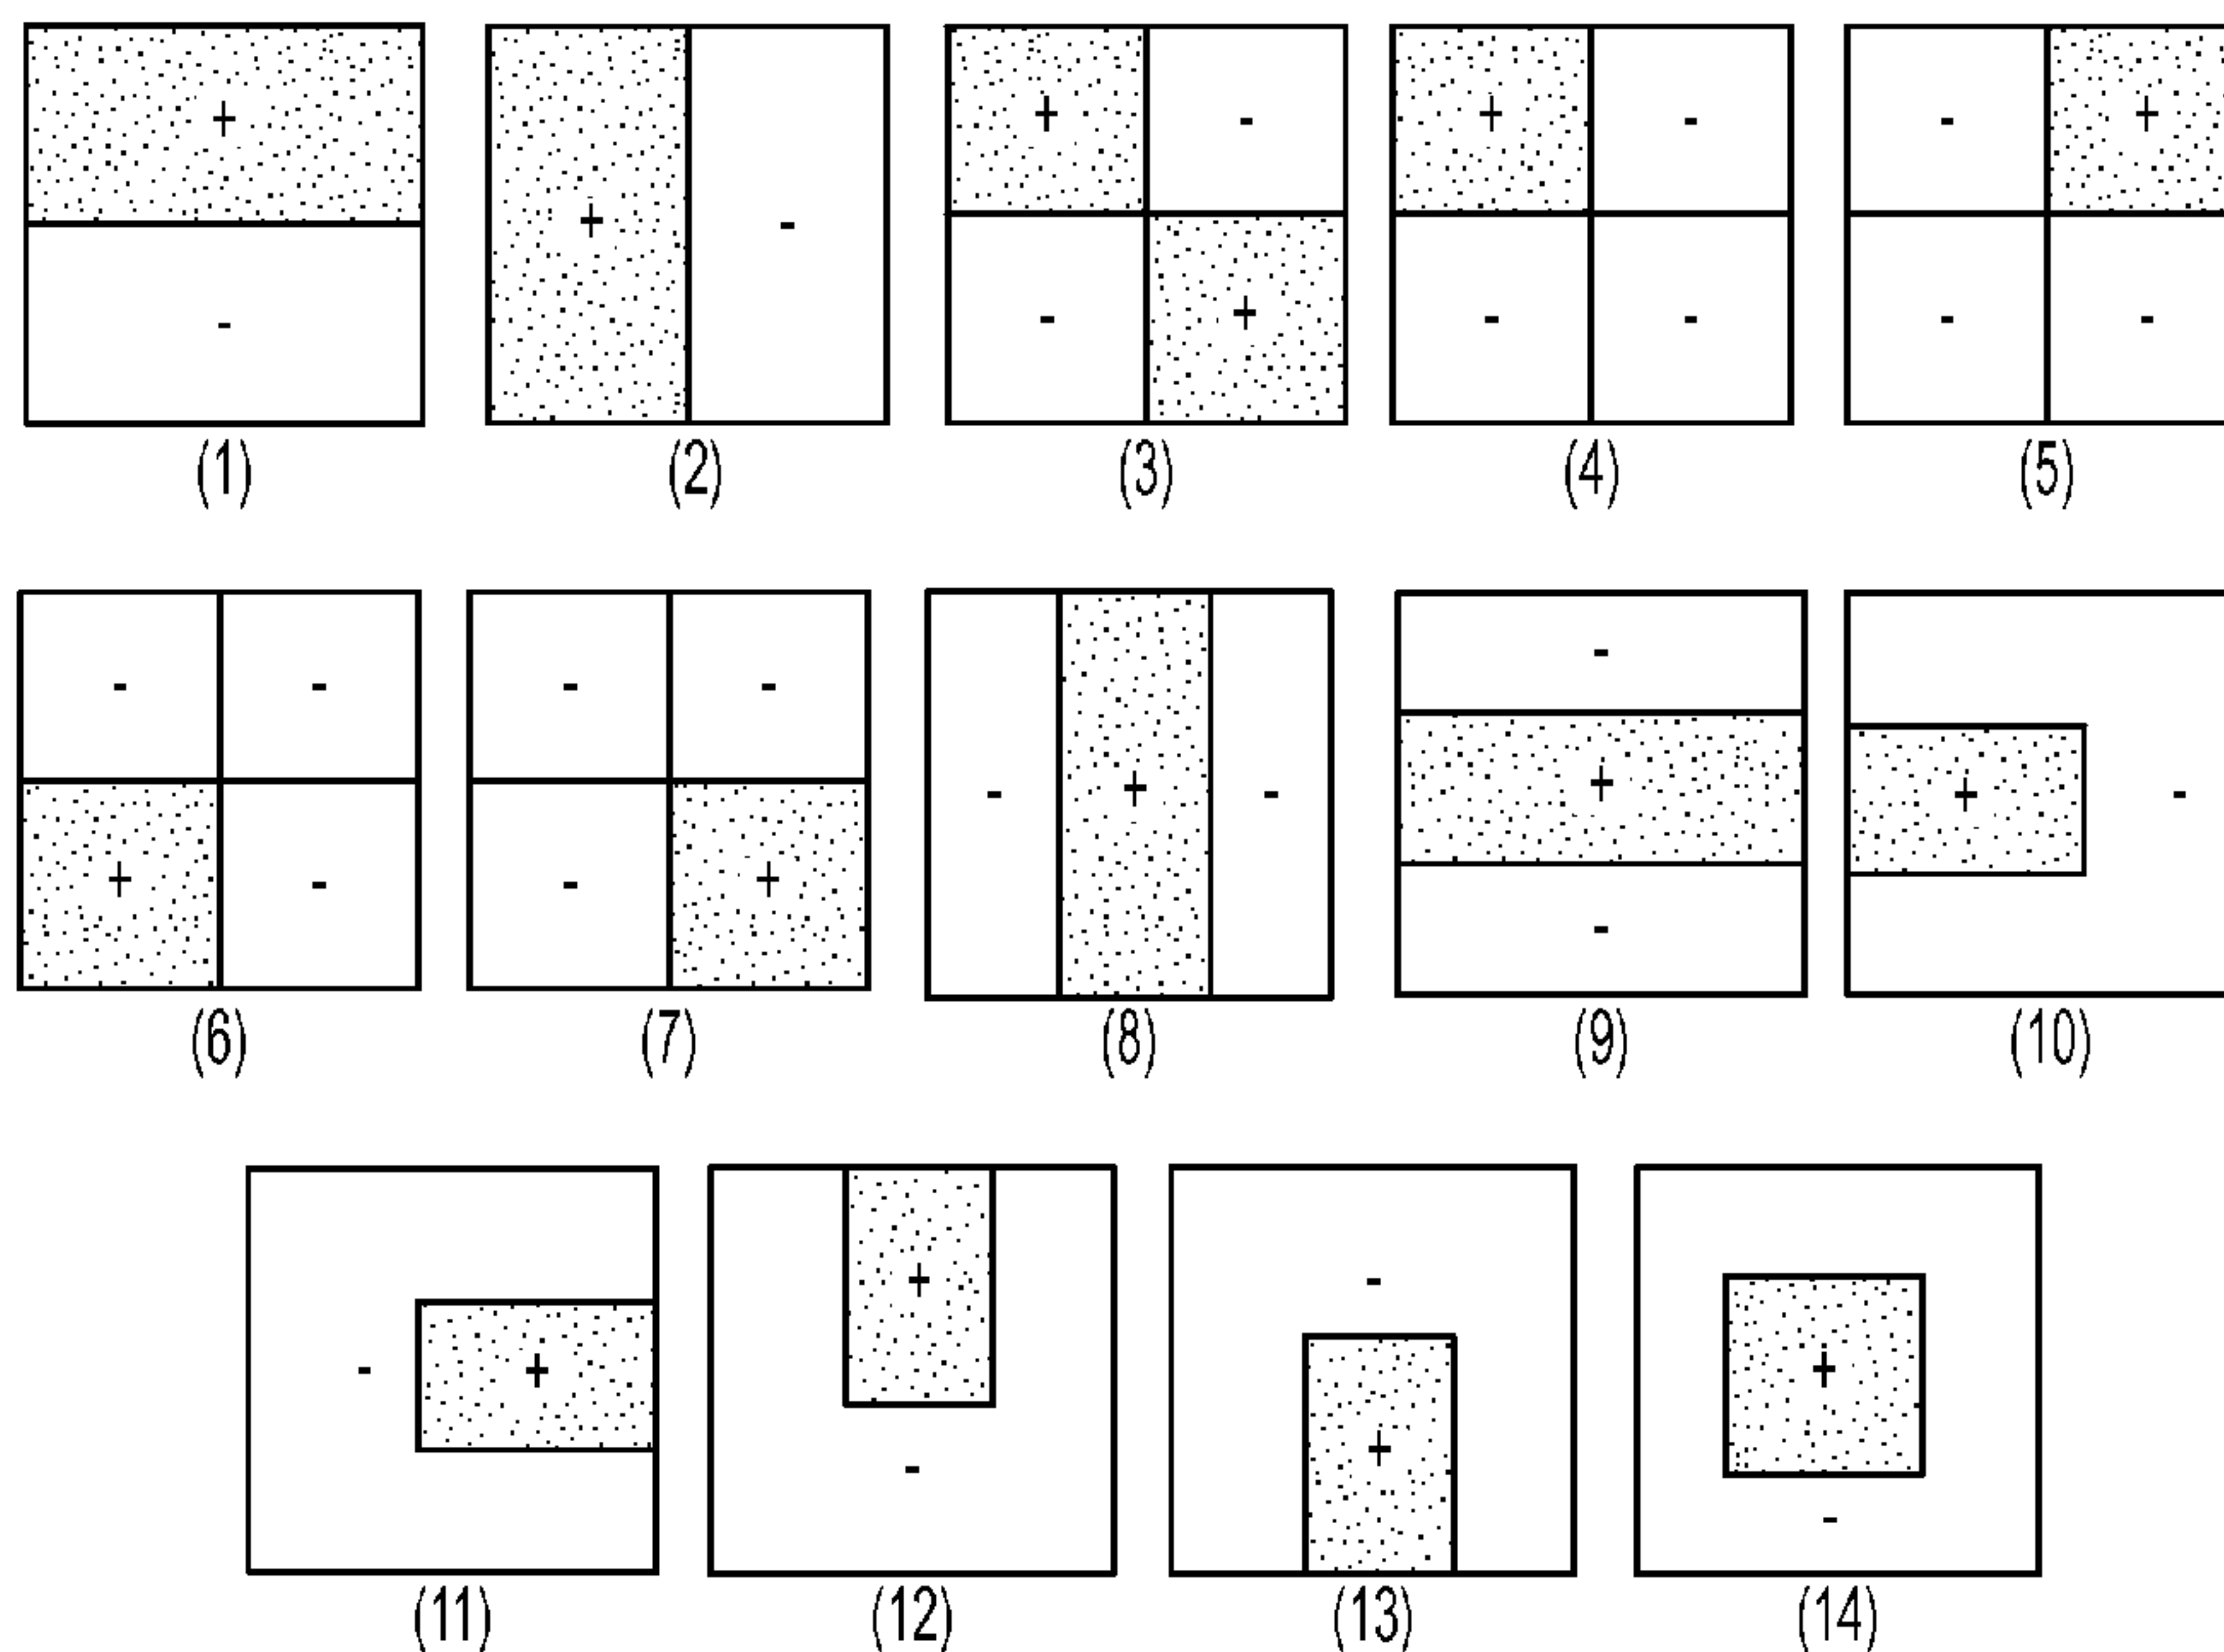 + + - + - - +
+ -
- - + - - - -
(1) (2) (3) (4) (5)
- - - - -
- + - + + -
+ - - + -
(6) (7) (8) (9) (10)
- + + - +
- + -
(11) (12) (13) (14)